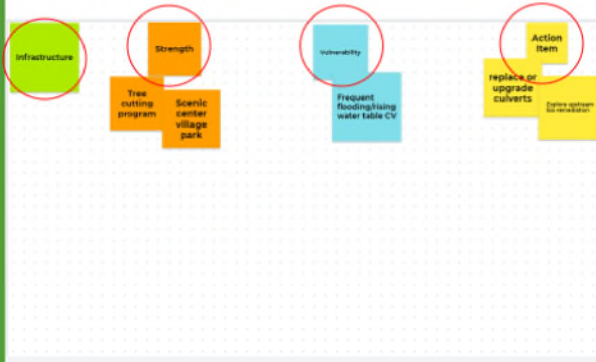 Infrastructure
Strength
Tree
cutting
program
Scenic
center
village
park
Vulnerability
Frequent
flooding/rising
water table CV
Action
Item
replace or
upgrade
culverts
Explore upstream